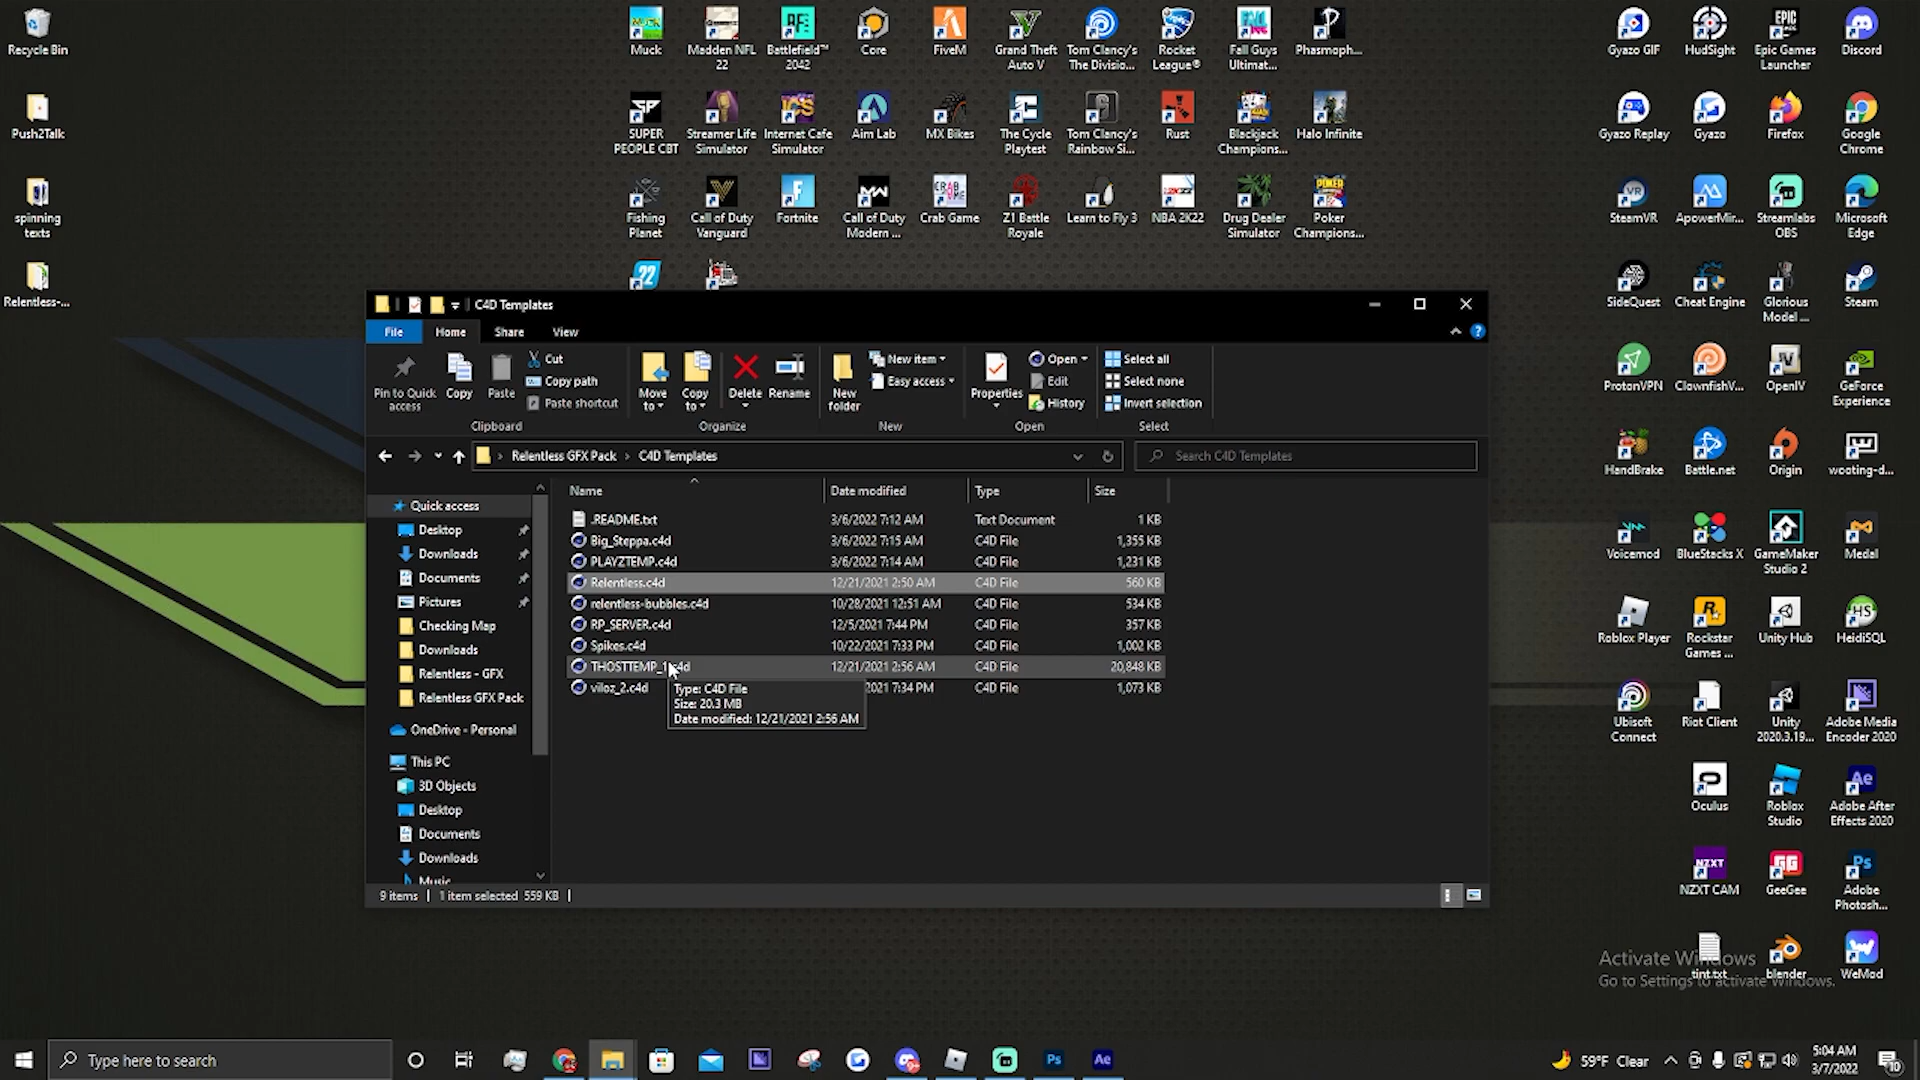 Recycle Bin
Push2Talk
spinning
texts
Relentless-...
Muck
Madden NFL
22
Battlefield™
2042
Core
FiveM
Grand Theft
Auto V
Tom Clancy's
The Divisio...
Rocket
League®
Fall Guys
Ultimat...
Phasmoph...
SUPER
PEOPLE CBT
Streamer Life
Simulator
Internet Cafe
Simulator
Aim Lab
MX Bikes
The Cycle
Playtest
Tom Clancy's
Rainbow Si...
Rust
Blackjack
Champions...
Halo Infinite
Fishing
Planet
Call of Duty
Vanguard
Fortnite
Call of Duty
Modern ...
Crab Game
Z1 Battle
Royale
Learn to Fly 3
NBA 2K22
Drug Dealer
Simulator
Poker
Champions...
Gyazo GIF
HudSight
Epic Games
Launcher
Discord
Gyazo Replay
Gyazo
Firefox
Google
Chrome
SteamVR
ApowerMir...
Streamlabs
OBS
Microsoft
Edge
SideQuest
Cheat Engine
Glorious
Model ...
Steam
ProtonVPN
ClownfishV...
OpenIV
GeForce
Experience
HandBrake
Battle.net
Origin
wooting-d...
Voicemod
BlueStacks X
GameMaker
Studio 2
Medal
Roblox Player
Rockstar
Games ...
Unity Hub
HeidiSQL
Ubisoft
Connect
Riot Client
Unity
2020.3.19...
Adobe Media
Encoder 2020
Oculus
Roblox
Studio
Adobe After
Effects 2020
NZXT CAM
GeeGee
Adobe
Photosh...
tint.txt
blender
WeMod
Activate Windows
Go to Settings to activate Windows.
C4D Templates
File Home Share View
Pin to Quick
access
Copy
Paste
Cut
Copy path
Paste shortcut
Clipboard
Move
to
Copy
to
Delete
Rename
Organize
New
folder
New item
Easy access
New
Properties
Open
Edit
History
Open
Select all
Select none
Invert selection
Select
Relentless GFX Pack > C4D Templates
Search C4D Templates
Quick access
Desktop
Downloads
Documents
Pictures
Checking Map
Downloads
Relentless - GFX
Relentless GFX Pack
OneDrive - Personal
This PC
3D Objects
Desktop
Documents
Downloads
Music
Name Date modified Type Size
.README.txt 3/6/2022 7:12 AM Text Document 1 KB
Big_Steppa.c4d 3/6/2022 7:15 AM C4D File 1,355 KB
PLAYZTEMP.c4d 3/6/2022 7:14 AM C4D File 1,231 KB
Relentless.c4d 12/21/2021 2:50 AM C4D File 560 KB
relentless-bubbles.c4d 10/28/2021 12:51 AM C4D File 534 KB
RP_SERVER.c4d 12/5/2021 7:44 PM C4D File 357 KB
Spikes.c4d 10/22/2021 7:33 PM C4D File 1,002 KB
THOSTTEMP_1.c4d 12/21/2021 2:56 AM C4D File 20,848 KB
viloz_2.c4d 2021 7:34 PM C4D File 1,073 KB
Type: C4D File
Size: 20.3 MB
Date modified: 12/21/2021 2:56 AM
9 items 1 item selected 559 KB
Type here to search
59°F Clear
5:04 AM
3/7/2022
10